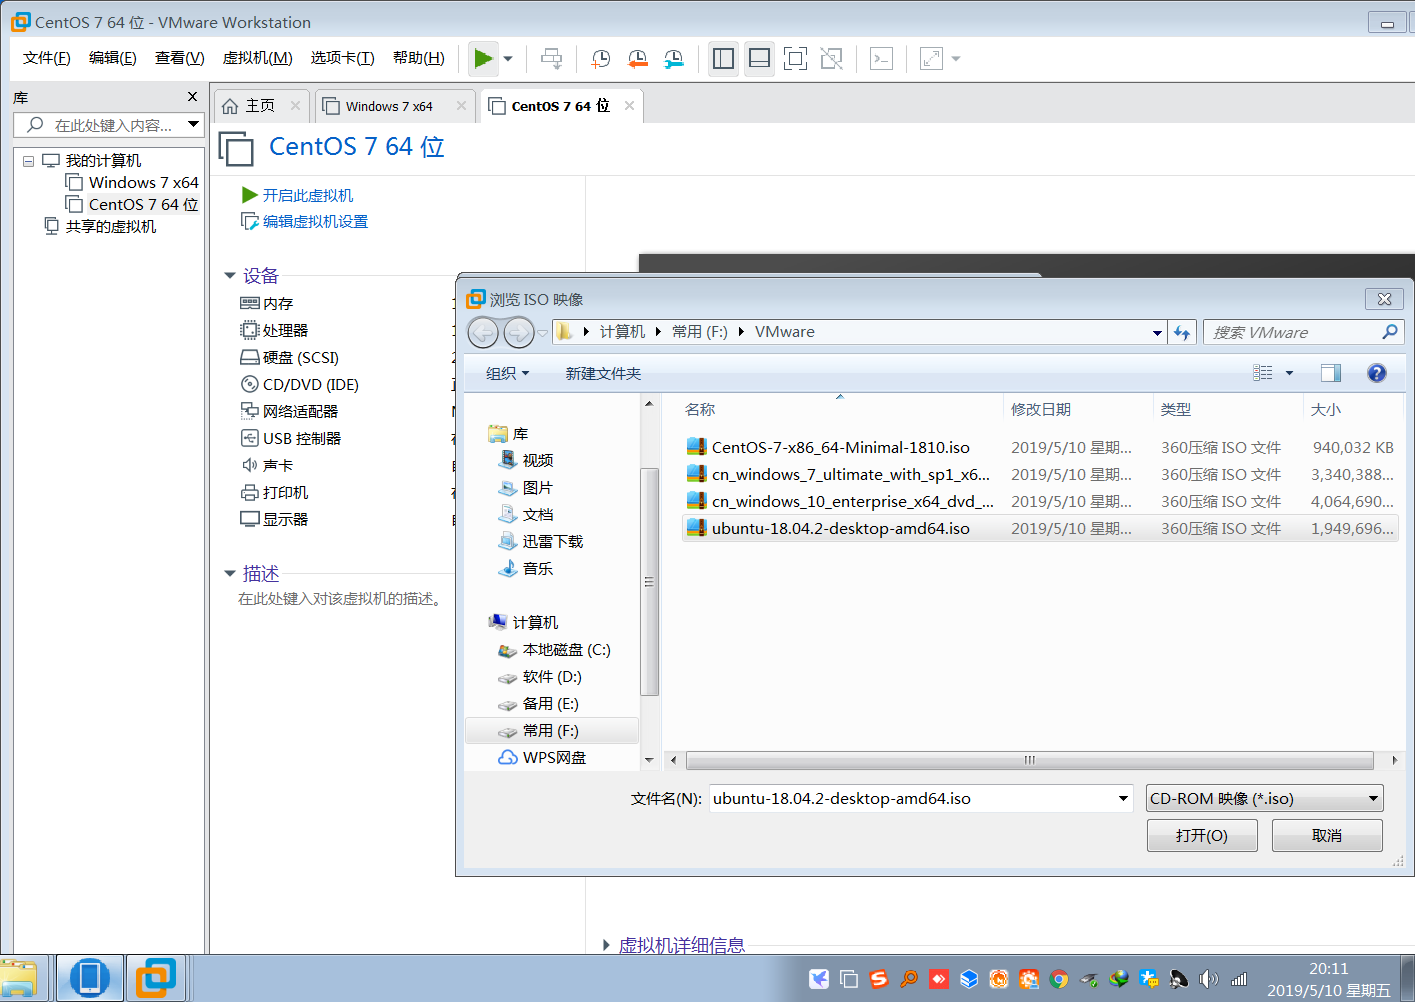 CentOS 7 64 位 - VMware Workstation
文件(F) 编辑(E) 查看(V) 虚拟机(M) 选项卡(T) 帮助(H)
库
在此处键入内容...
我的计算机
Windows 7 x64
CentOS 7 64 位
共享的虚拟机
主页 Windows 7 x64 CentOS 7 64 位
CentOS 7 64 位
开启此虚拟机
编辑虚拟机设置
设备
内存
处理器
硬盘 (SCSI)
CD/DVD (IDE)
网络适配器
USB 控制器
声卡
打印机
显示器
描述
在此处键入对该虚拟机的描述。
浏览 ISO 映像
计算机 常用 (F:) VMware
搜索 VMware
组织 新建文件夹
库
视频
图片
文档
迅雷下载
音乐
计算机
本地磁盘 (C:)
软件 (D:)
备用 (E:)
常用 (F:)
WPS网盘
名称 修改日期 类型 大小
CentOS-7-x86_64-Minimal-1810.iso 2019/5/10 星期... 360压缩 ISO 文件 940,032 KB
cn_windows_7_ultimate_with_sp1_x6... 2019/5/10 星期... 360压缩 ISO 文件 3,340,388...
cn_windows_10_enterprise_x64_dvd_... 2019/5/10 星期... 360压缩 ISO 文件 4,064,690...
ubuntu-18.04.2-desktop-amd64.iso 2019/5/10 星期... 360压缩 ISO 文件 1,949,696...
文件名(N): ubuntu-18.04.2-desktop-amd64.iso CD-ROM 映像 (*.iso)
打开(O) 取消
虚拟机详细信息
20:11
2019/5/10 星期五